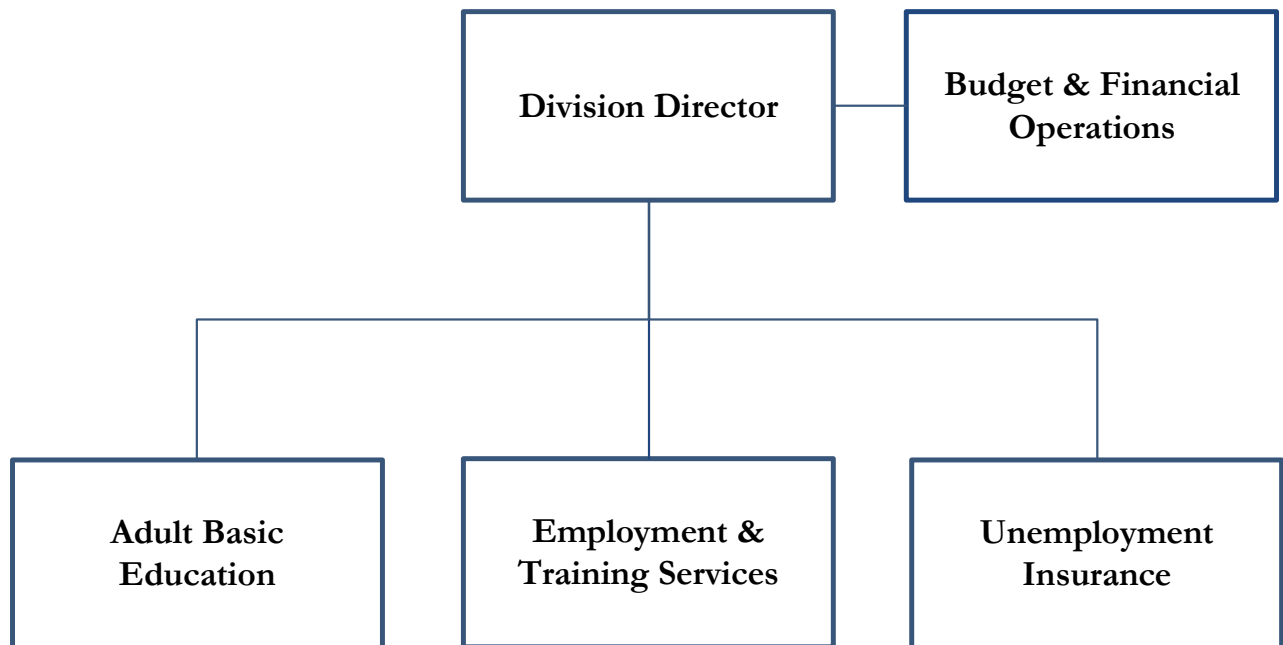 Division Director
Budget & Financial
Operations
Adult Basic
Education
Employment &
Training Services
Unemployment
Insurance